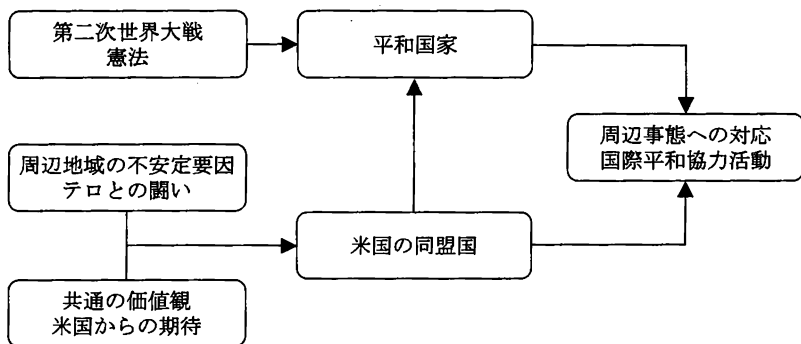 第二次世界大戦
憲法
平和国家
周辺事態への対応
国際平和協力活動
周辺地域の不安定要因
テロとの闘い
米国の同盟国
共通の価値観
米国からの期待